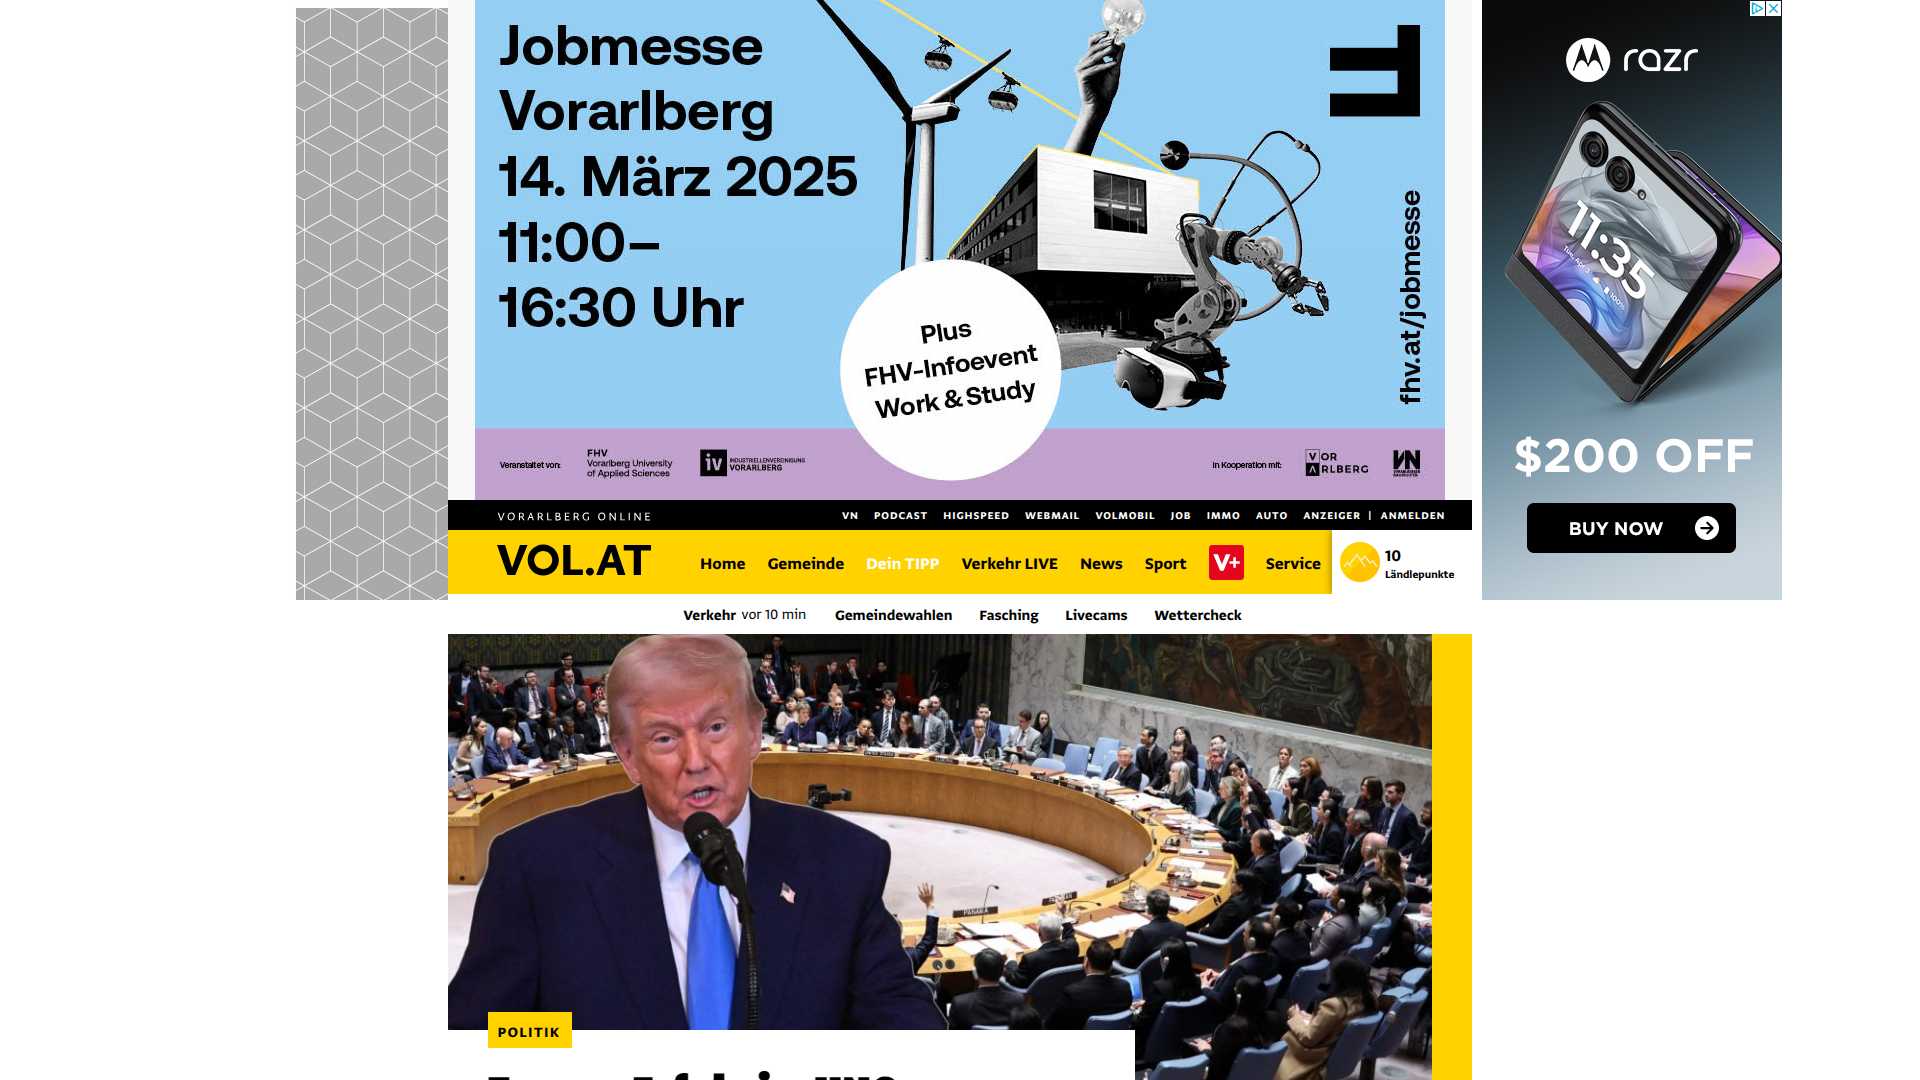 Jobmesse
Vorarlberg
14. März 2025
11:00–
16:30 Uhr
Plus
FHV-Infoevent
Work & Study
fhv.at/jobmesse
Veranstaltet von:
FHV
Vorarlberg University
of Applied Sciences
iv
INDUSTRIELLENVEREINIGUNG
VORARLBERG
In Kooperation mit:
VOR
ARLBERG
VN
razr
11:35
$200 OFF
BUY NOW
VORARLBERG ONLINE
VN PODCAST HIGHSPEED WEBMAIL VOLMOBIL JOB IMMO AUTO ANZEIGER | ANMELDEN
VOL.AT
Home Gemeinde Dein TIPP Verkehr LIVE News Sport V+ Service
10
Ländlepunkte
Verkehr vor 10 min Gemeindewahlen Fasching Livecams Wettercheck
PANAMA
POLITIK